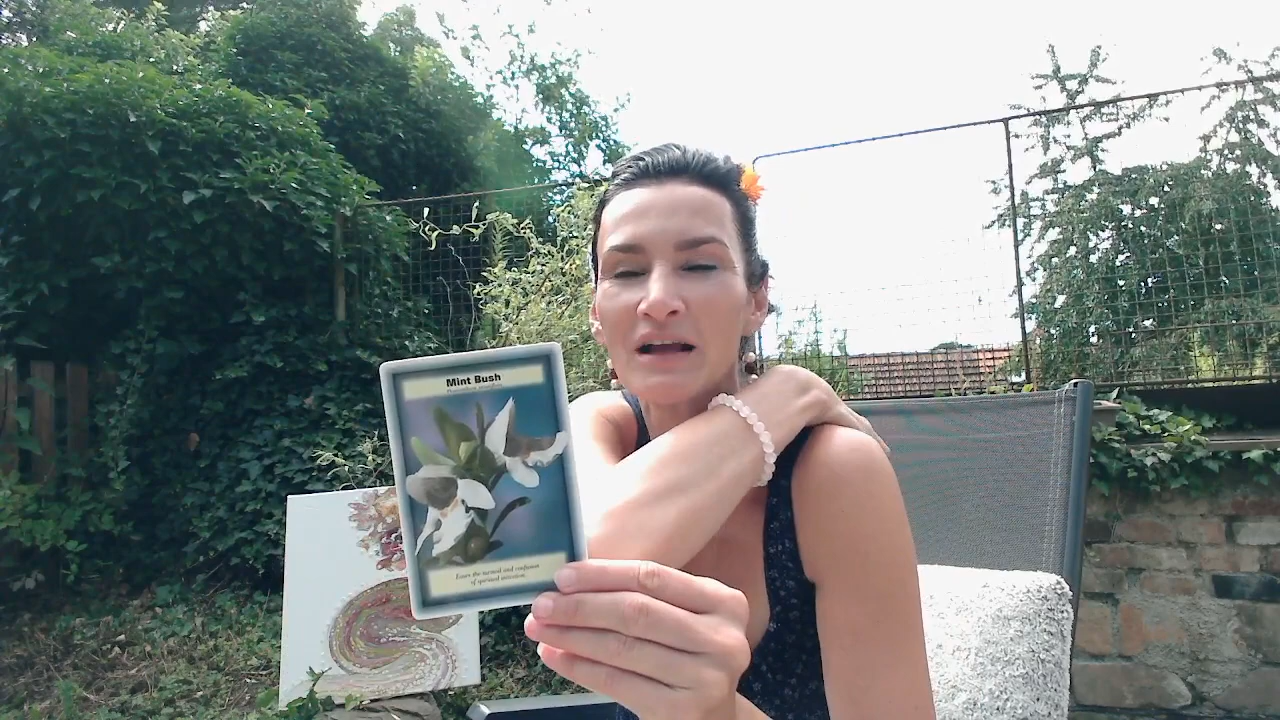 Mint Bush
Eases the turmoil and confusion
of spiritual initiation.